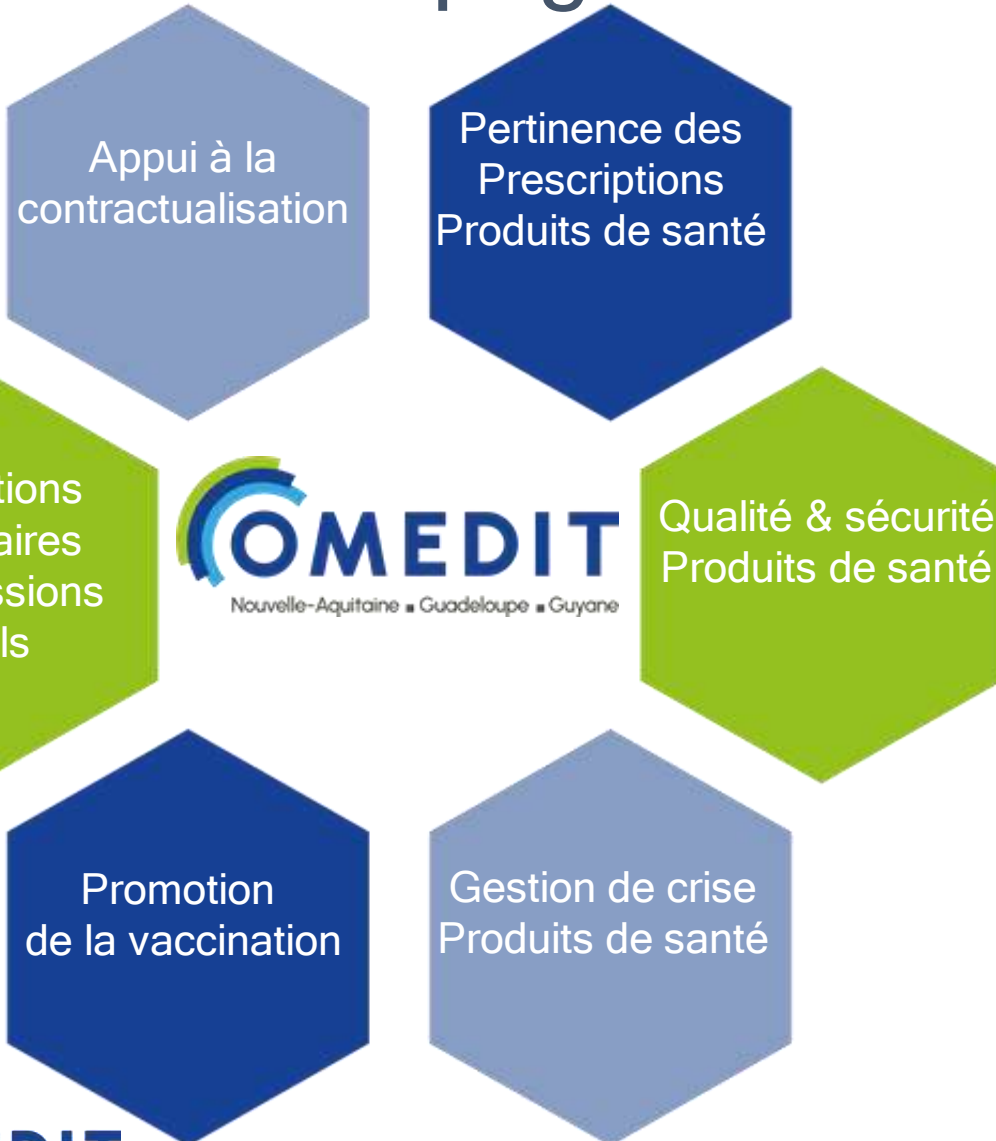 Appui à la
contractualisation
Pertinence des
Prescriptions
Produits de santé
OMEDIT
Nouvelle-Aquitaine ■ Guadeloupe ■ Guyane
Qualité & sécurité
Produits de santé
Promotion
de la vaccination
Gestion de crise
Produits de santé